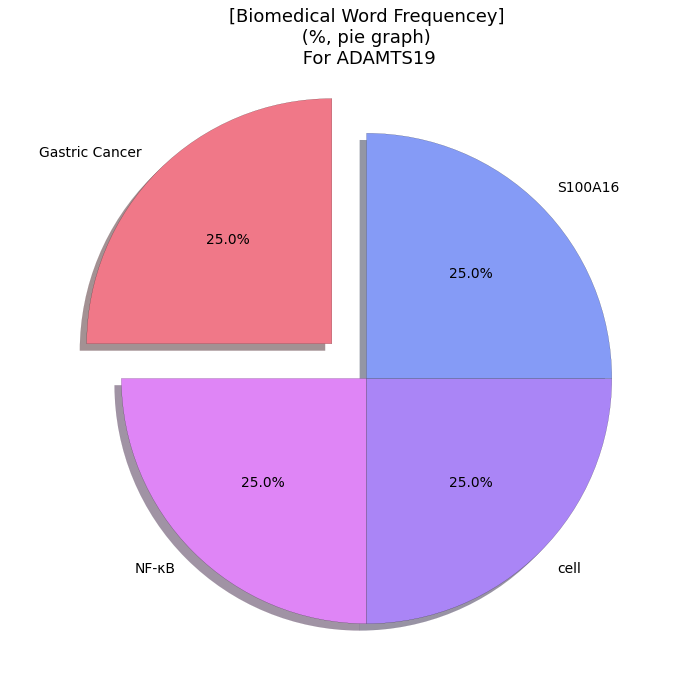 [Biomedical Word Frequencey]
(%, pie graph)
For ADAMTS19
Gastric Cancer
S100A16
25.0%
25.0%
25.0%
25.0%
NF-κB
cell